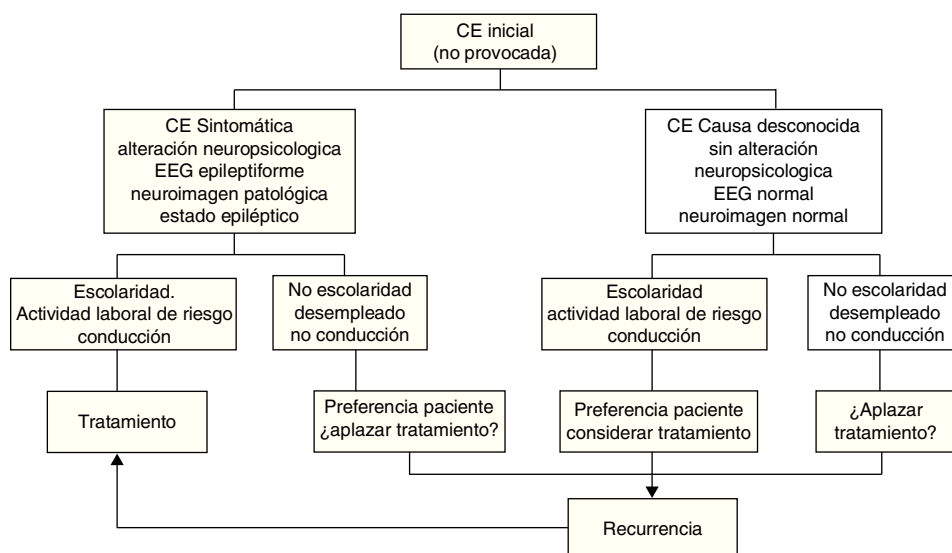 CE inicial
(no provocada)
CE Sintomática
alteración neuropsicologica
EEG epileptiforme
neuroimagen patológica
estado epiléptico
CE Causa desconocida
sin alteración
neuropsicologica
EEG normal
neuroimagen normal
Escolaridad.
Actividad laboral de riesgo
conducción
No escolaridad
desempleado
no conducción
Escolaridad
actividad laboral de riesgo
conducción
No escolaridad
desempleado
no conducción
Tratamiento
Preferencia paciente
¿aplazar tratamiento?
Preferencia paciente
considerar tratamiento
¿Aplazar
tratamiento?
Recurrencia